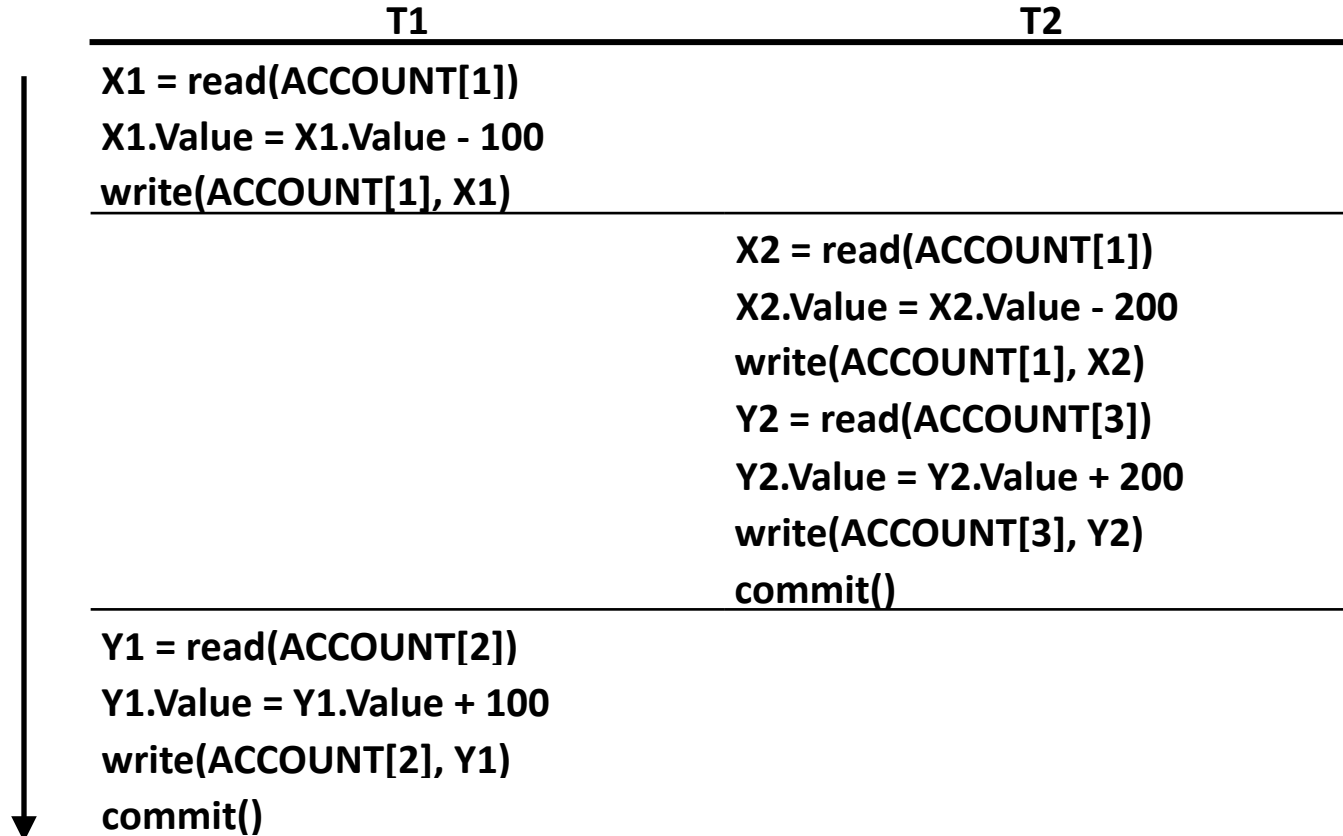 T1 T2
X1 = read(ACCOUNT[1])
X1.Value = X1.Value - 100
write(ACCOUNT[1], X1)
X2 = read(ACCOUNT[1])
X2.Value = X2.Value - 200
write(ACCOUNT[1], X2)
Y2 = read(ACCOUNT[3])
Y2.Value = Y2.Value + 200
write(ACCOUNT[3], Y2)
commit()
Y1 = read(ACCOUNT[2])
Y1.Value = Y1.Value + 100
write(ACCOUNT[2], Y1)
commit()